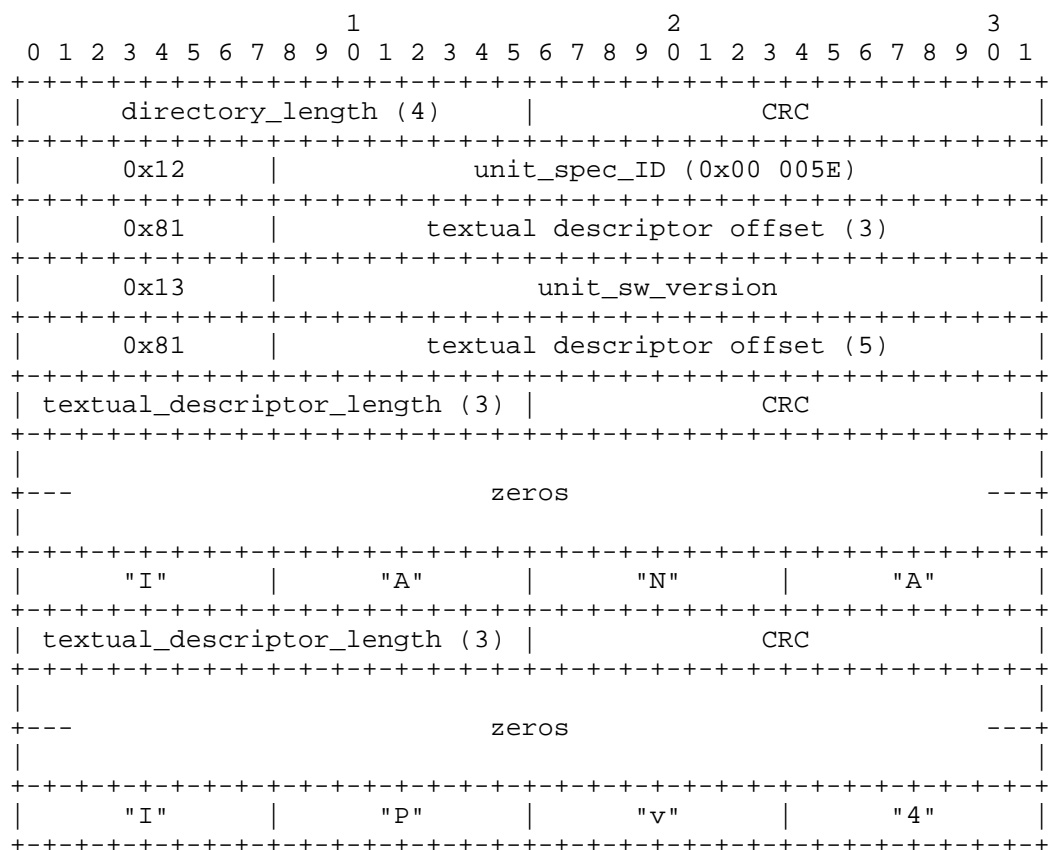 1                   2                   3
 0 1 2 3 4 5 6 7 8 9 0 1 2 3 4 5 6 7 8 9 0 1 2 3 4 5 6 7 8 9 0 1
+-+-+-+-+-+-+-+-+-+-+-+-+-+-+-+-+-+-+-+-+-+-+-+-+-+-+-+-+-+-+-+-+
|      directory_length (4)     |              CRC              |
+-+-+-+-+-+-+-+-+-+-+-+-+-+-+-+-+-+-+-+-+-+-+-+-+-+-+-+-+-+-+-+-+
|      0x12     |            unit_spec_ID (0x00 005E)           |
+-+-+-+-+-+-+-+-+-+-+-+-+-+-+-+-+-+-+-+-+-+-+-+-+-+-+-+-+-+-+-+-+
|      0x81     |         textual descriptor offset (3)         |
+-+-+-+-+-+-+-+-+-+-+-+-+-+-+-+-+-+-+-+-+-+-+-+-+-+-+-+-+-+-+-+-+
|      0x13     |                unit_sw_version                |
+-+-+-+-+-+-+-+-+-+-+-+-+-+-+-+-+-+-+-+-+-+-+-+-+-+-+-+-+-+-+-+-+
|      0x81     |         textual descriptor offset (5)         |
+-+-+-+-+-+-+-+-+-+-+-+-+-+-+-+-+-+-+-+-+-+-+-+-+-+-+-+-+-+-+-+-+
| textual_descriptor_length (3) |              CRC              |
+-+-+-+-+-+-+-+-+-+-+-+-+-+-+-+-+-+-+-+-+-+-+-+-+-+-+-+-+-+-+-+-+
|                                                               |
+---                          zeros                          ---+
|                                                               |
+-+-+-+-+-+-+-+-+-+-+-+-+-+-+-+-+-+-+-+-+-+-+-+-+-+-+-+-+-+-+-+-+
|      "I"      |      "A"      |      "N"      |      "A"      |
+-+-+-+-+-+-+-+-+-+-+-+-+-+-+-+-+-+-+-+-+-+-+-+-+-+-+-+-+-+-+-+-+
| textual_descriptor_length (3) |              CRC              |
+-+-+-+-+-+-+-+-+-+-+-+-+-+-+-+-+-+-+-+-+-+-+-+-+-+-+-+-+-+-+-+-+
|                                                               |
+---                          zeros                          ---+
|                                                               |
+-+-+-+-+-+-+-+-+-+-+-+-+-+-+-+-+-+-+-+-+-+-+-+-+-+-+-+-+-+-+-+-+
|      "I"      |      "P"      |      "v"      |      "4"      |
+-+-+-+-+-+-+-+-+-+-+-+-+-+-+-+-+-+-+-+-+-+-+-+-+-+-+-+-+-+-+-+-+